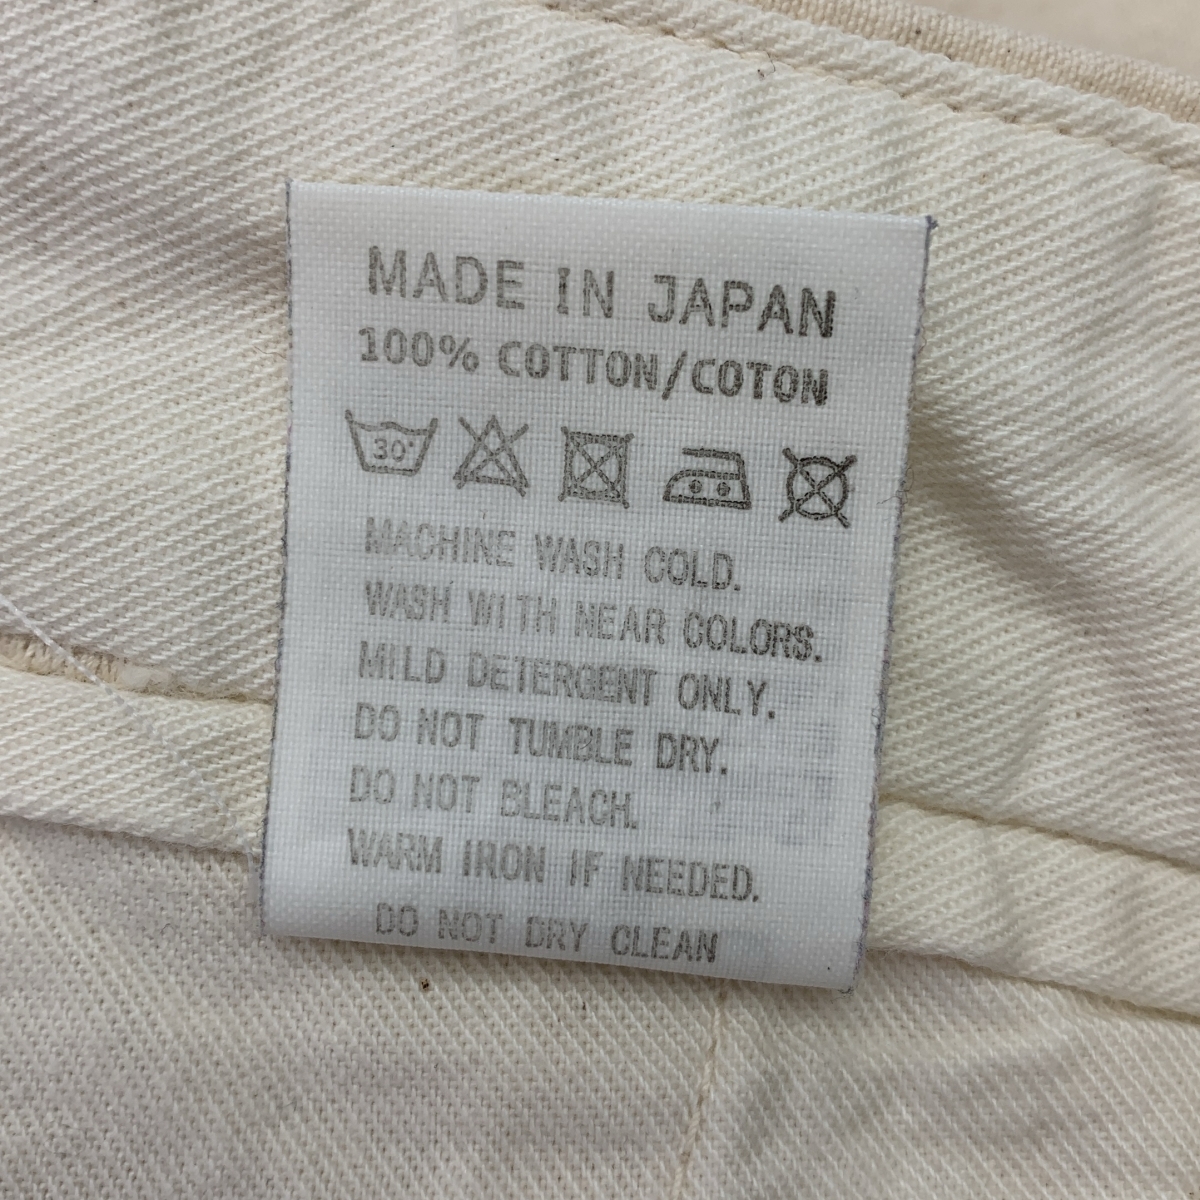 MADE IN JAPAN
100% COTTON/COTON
30°
MACHINE WASH COLD.
WASH WITH NEAR COLORS.
MILD DETERGENT ONLY.
DO NOT TUMBLE DRY.
DO NOT BLEACH.
WARM IRON IF NEEDED.
DO NOT DRY CLEAN